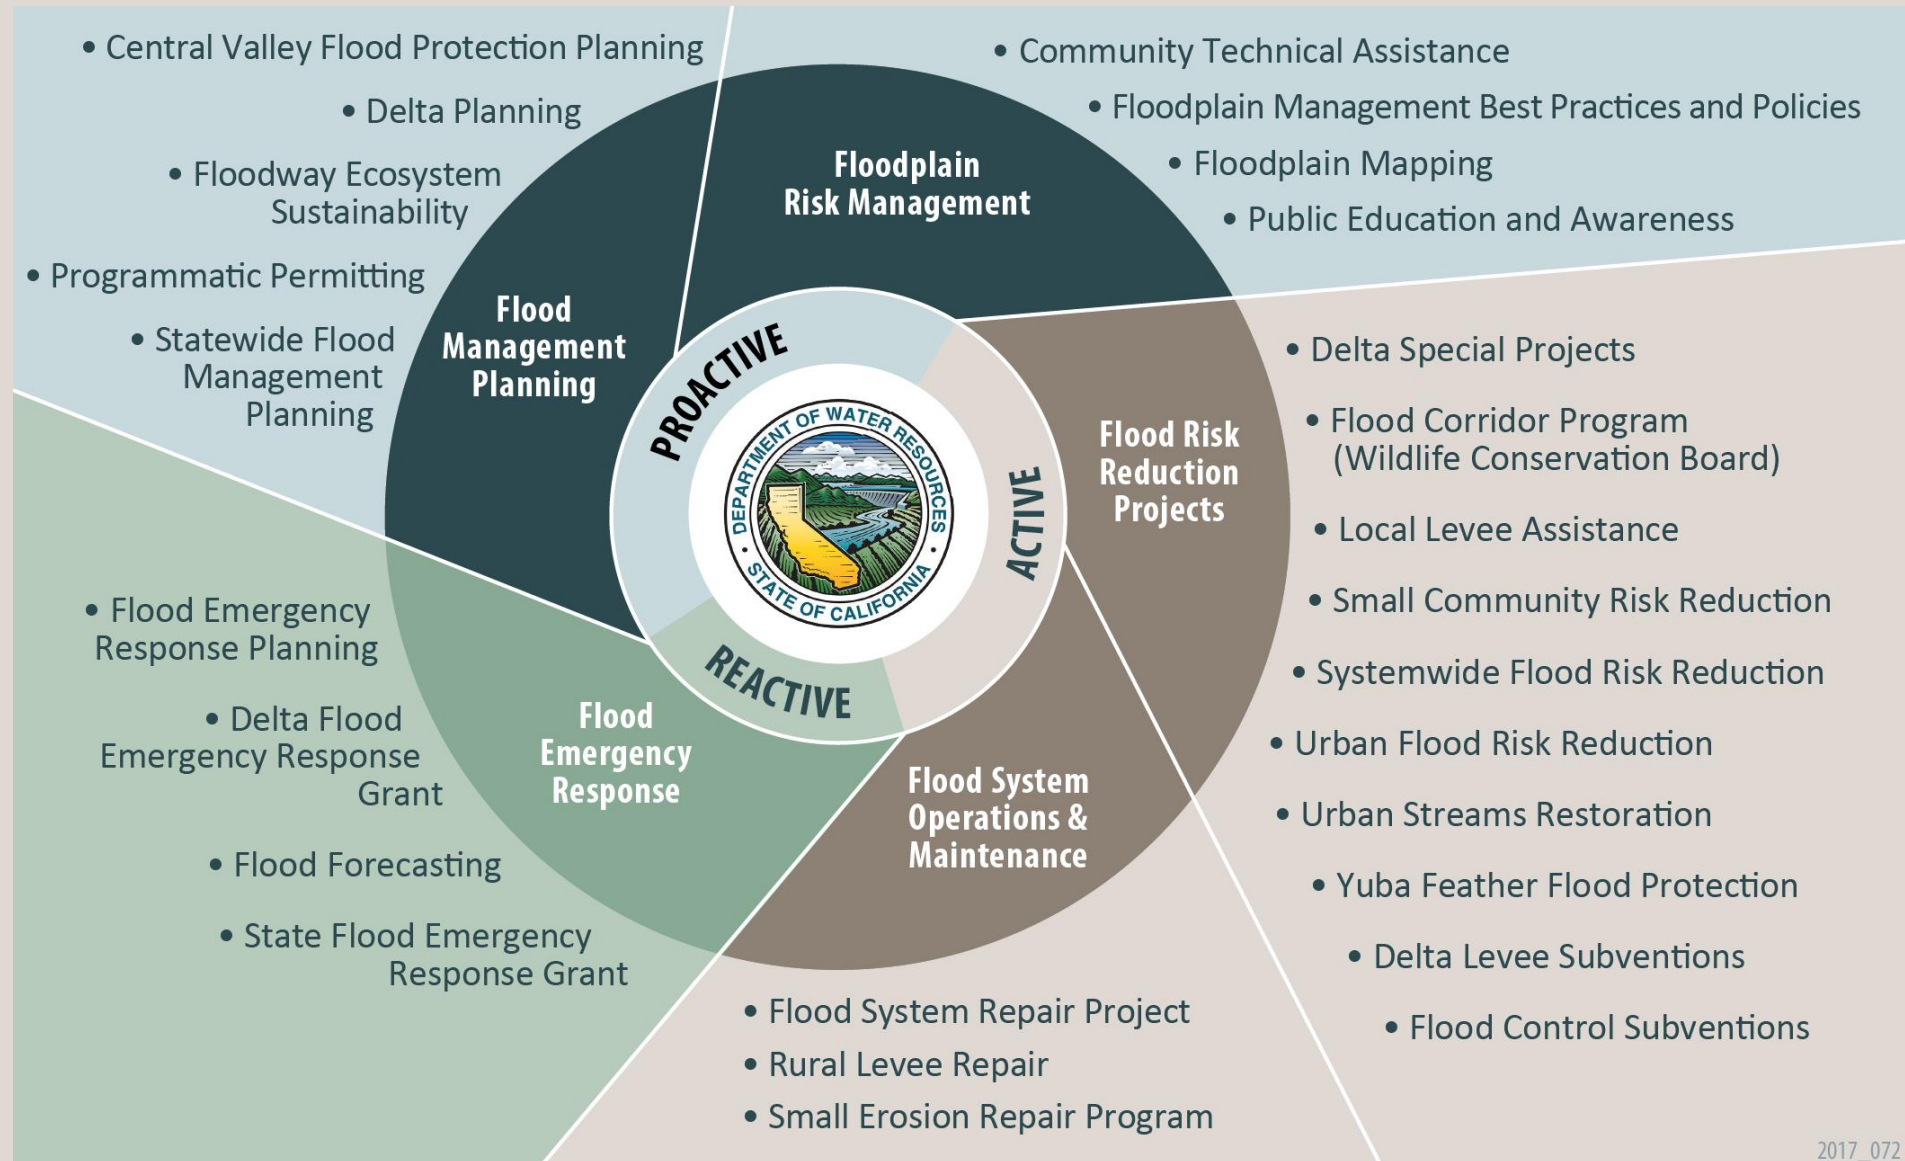 • Central Valley Flood Protection Planning
• Delta Planning
• Floodway Ecosystem
Sustainability
• Programmatic Permitting
• Statewide Flood
Management
Planning
Flood
Management
Planning
• Community Technical Assistance
• Floodplain Management Best Practices and Policies
• Floodplain Mapping
• Public Education and Awareness
Floodplain
Risk Management
• Delta Special Projects
• Flood Corridor Program
(Wildlife Conservation Board)
• Local Levee Assistance
• Small Community Risk Reduction
• Systemwide Flood Risk Reduction
• Urban Flood Risk Reduction
• Urban Streams Restoration
• Yuba Feather Flood Protection
• Delta Levee Subventions
• Flood Control Subventions
Flood Risk
Reduction
Projects
PROACTIVE
ACTIVE
REACTIVE
DEPARTMENT OF WATER RESOURCES
• STATE OF CALIFORNIA •
• Flood Emergency
Response Planning
• Delta Flood
Emergency Response
Grant
• Flood Forecasting
• State Flood Emergency
Response Grant
Flood
Emergency
Response
Flood System
Operations &
Maintenance
• Flood System Repair Project
• Rural Levee Repair
• Small Erosion Repair Program
2017_072